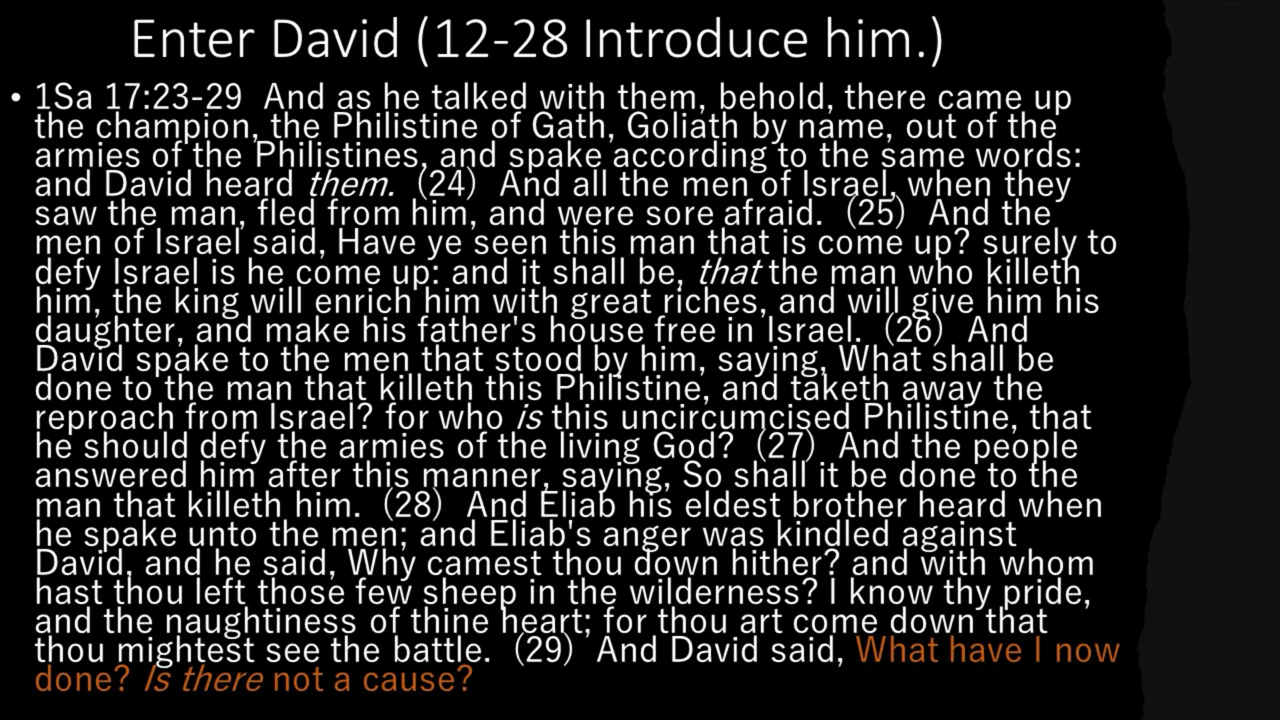 Enter David (12-28 Introduce him.)
• 1Sa 17:23-29 And as he talked with them, behold, there came up
the champion, the Philistine of Gath, Goliath by name, out of the
armies of the Philistines, and spake according to the same words:
and David heard them. (24) And all the men of Israel, when they
saw the man, fled from him, and were sore afraid. (25) And the
men of Israel said, Have ye seen this man that is come up? surely to
defy Israel is he come up: and it shall be, that the man who killeth
him, the king will enrich him with great riches, and will give him his
daughter, and make his father's house free in Israel. (26) And
David spake to the men that stood by him, saying, What shall be
done to the man that killeth this Philistine, and taketh away the
reproach from Israel? for who is this uncircumcised Philistine, that
he should defy the armies of the living God? (27) And the people
answered him after this manner, saying, So shall it be done to the
man that killeth him. (28) And Eliab his eldest brother heard when
he spake unto the men; and Eliab's anger was kindled against
David, and he said, Why camest thou down hither? and with whom
hast thou left those few sheep in the wilderness? I know thy pride,
and the naughtiness of thine heart; for thou art come down that
thou mightest see the battle. (29) And David said, What have I now
done? Is there not a cause?